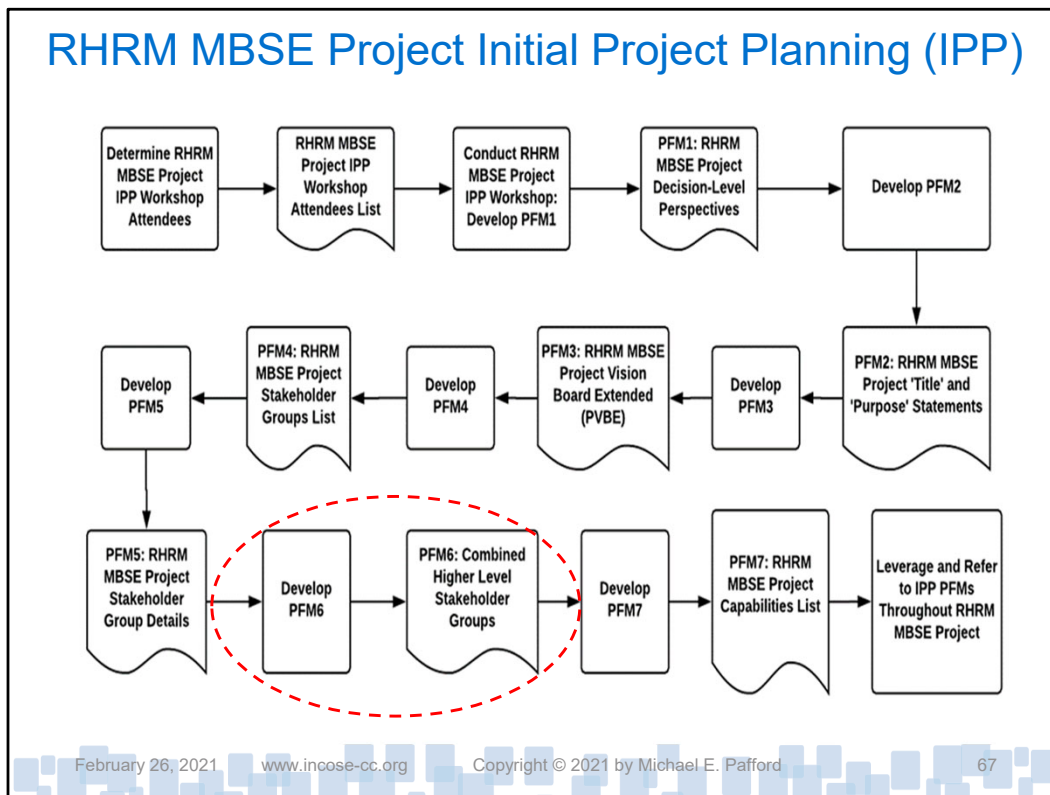 RHRM MBSE Project Initial Project Planning (IPP)
Determine RHRM
MBSE Project
IPP Workshop
Attendees
RHRM MBSE
Project IPP
Workshop
Attendees List
Conduct RHRM
MBSE Project
IPP Workshop:
Develop PFM1
PFM1: RHRM
MBSE Project
Decision-Level
Perspectives
Develop PFM2
PFM2: RHRM MBSE
Project 'Title' and
'Purpose' Statements
Develop
PFM3
PFM3: RHRM MBSE
Project Vision
Board Extended
(PVBE)
Develop
PFM4
PFM4: RHRM
MBSE Project
Stakeholder
Groups List
Develop
PFM5
PFM5: RHRM
MBSE Project
Stakeholder
Group Details
Develop
PFM6
PFM6: Combined
Higher Level
Stakeholder
Groups
Develop
PFM7
PFM7: RHRM
MBSE Project
Capabilities List
Leverage and Refer
to IPP PFMs
Throughout RHRM
MBSE Project
February 26, 2021 www.incose-cc.org Copyright © 2021 by Michael E. Pafford 67